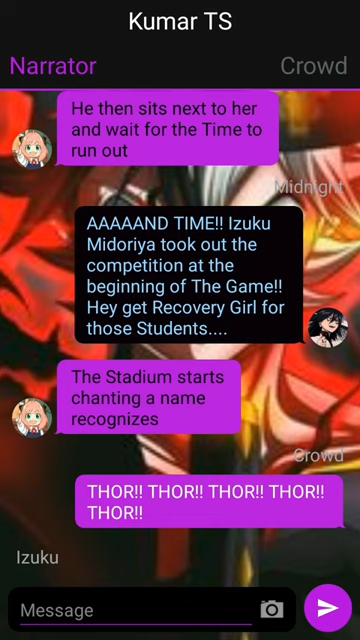 Kumar TS
Narrator
Crowd
He then sits next to her
and wait for the Time to
run out
Midnight
AAAAAND TIME!! Izuku
Midoriya took out the
competition at the
beginning of The Game!!
Hey get Recovery Girl for
those Students....
The Stadium starts
chanting a name
recognizes
Crowd
THOR!! THOR!! THOR!! THOR!!
THOR!!
Izuku
Message